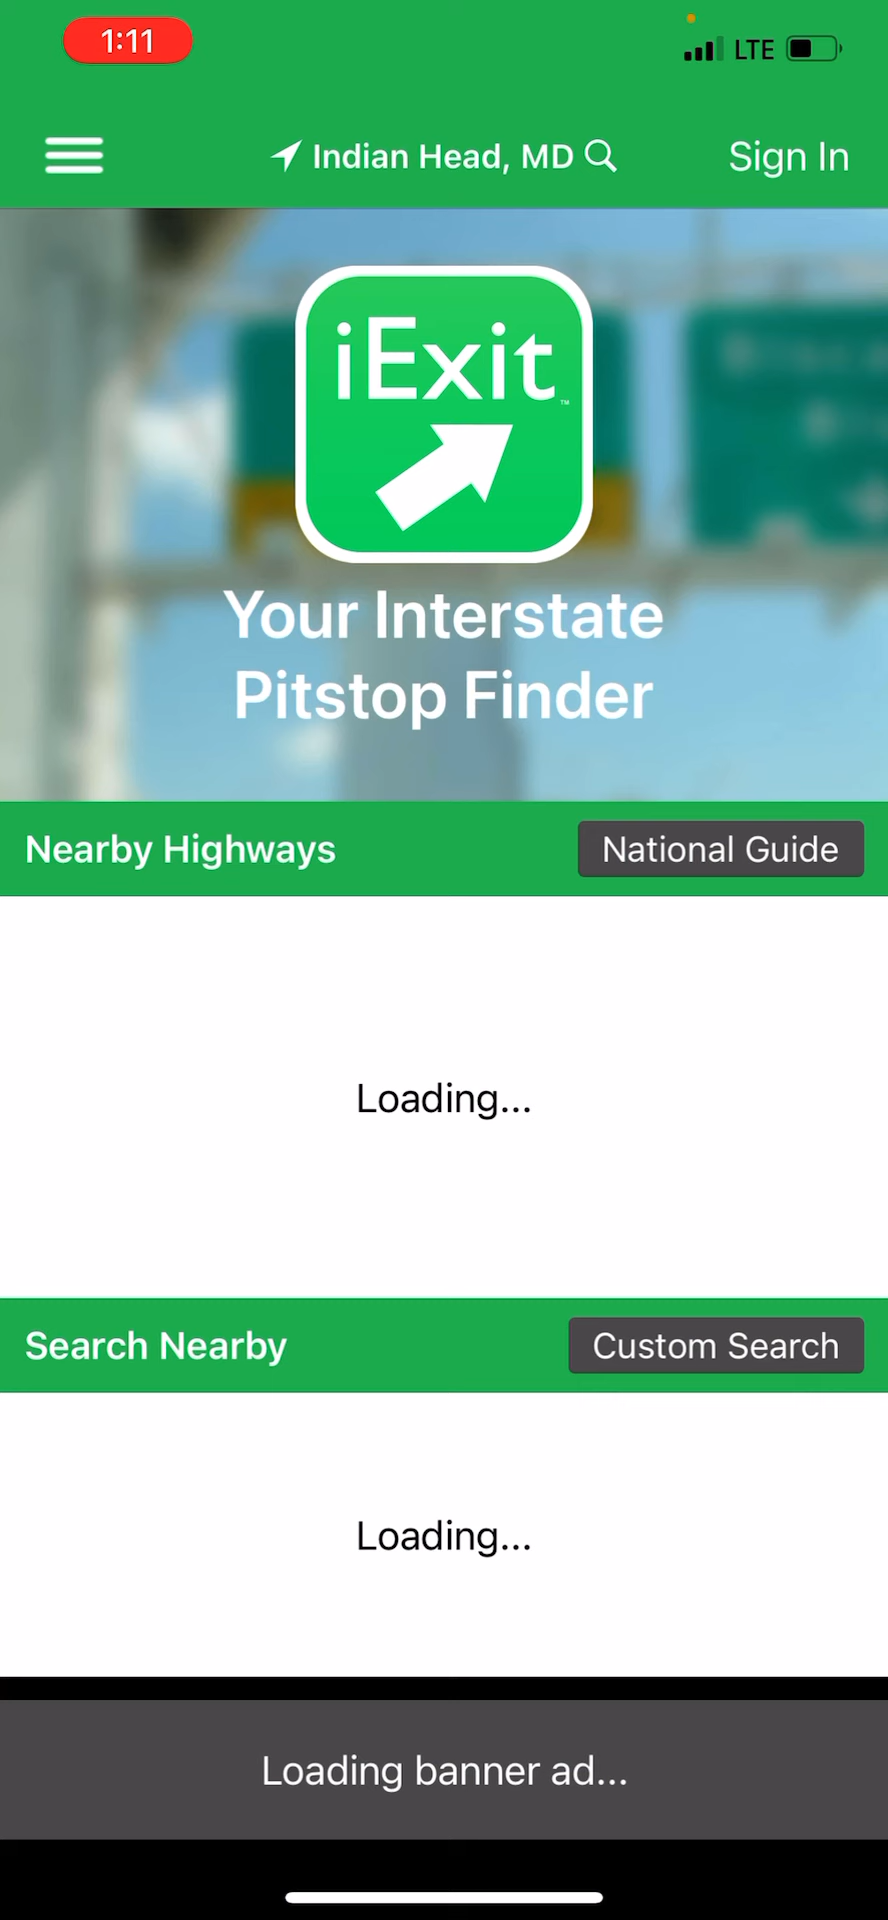 1:11
LTE
Indian Head, MD
Sign In
iExit
™
Your Interstate
Pitstop Finder
Nearby Highways
National Guide
Loading...
Search Nearby
Custom Search
Loading...
Loading banner ad...